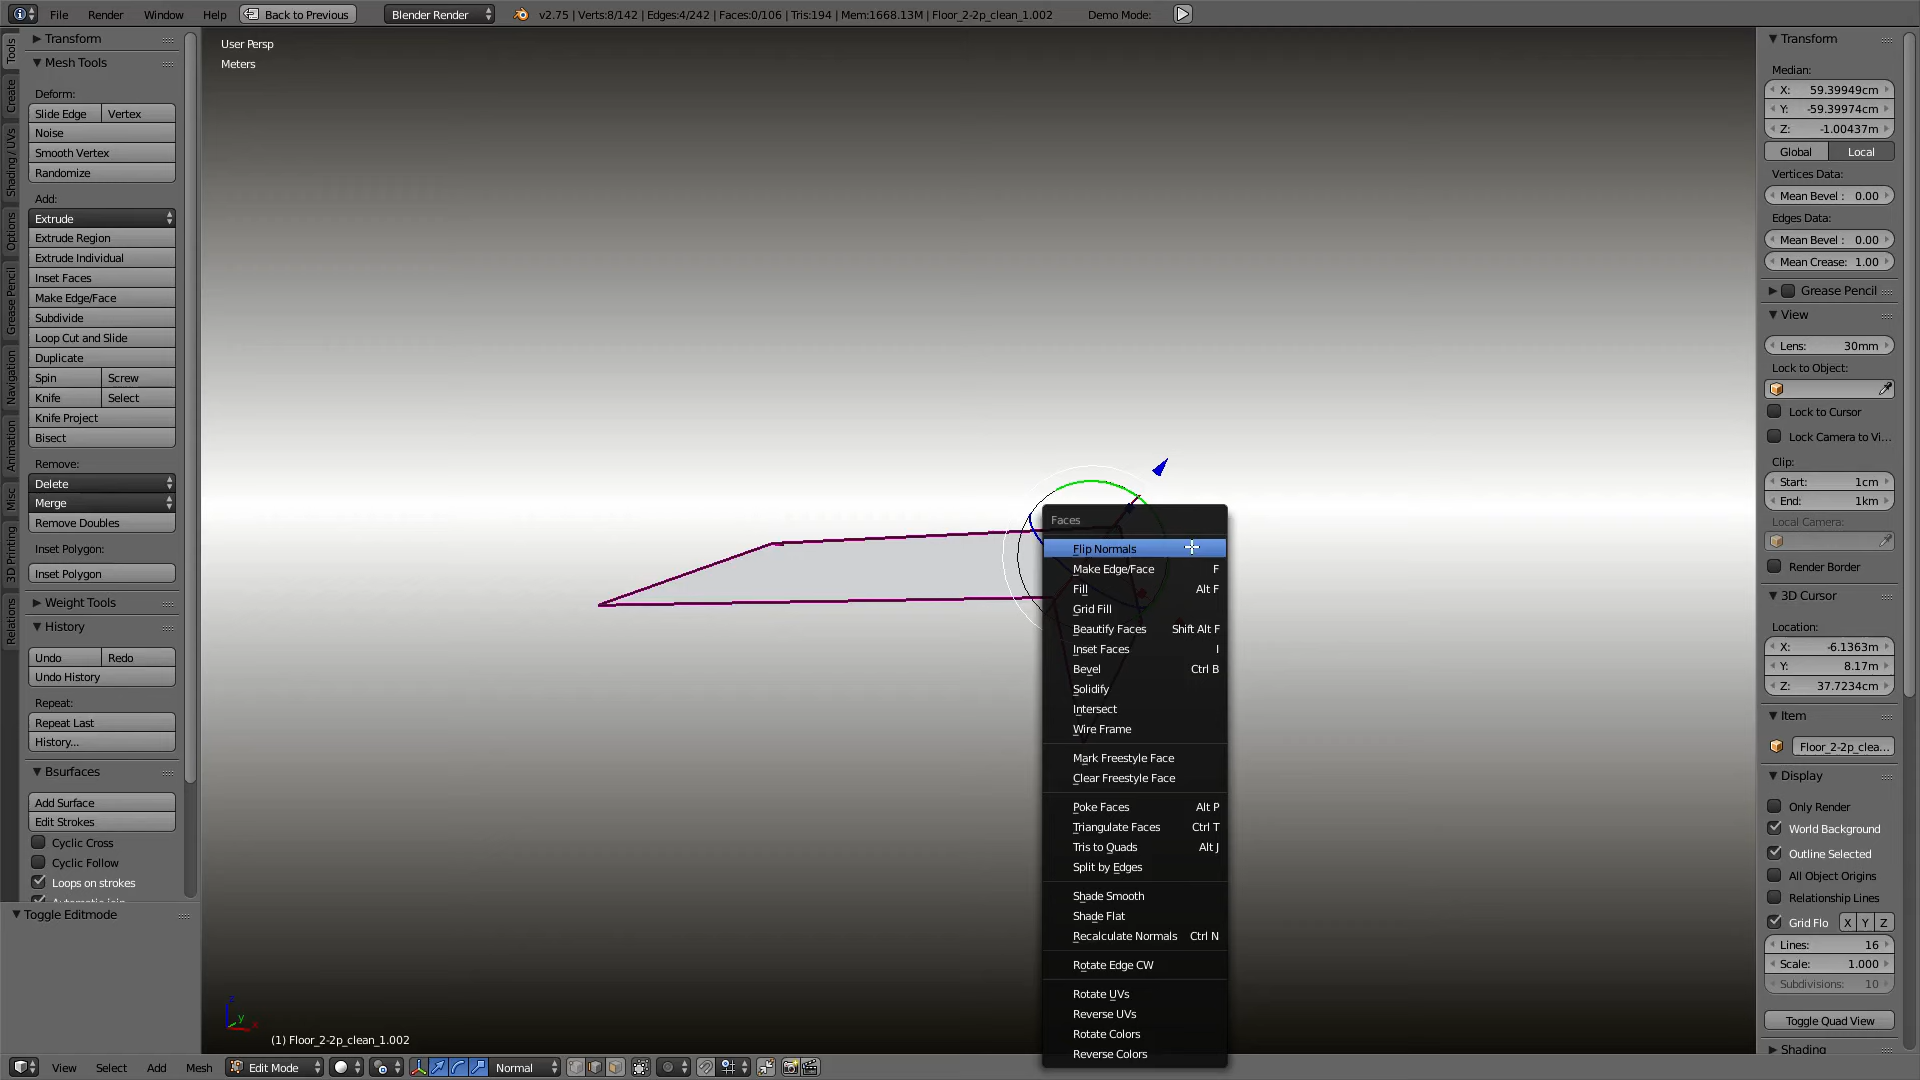 File Render Window Help Back to Previous Blender Render v2.75 | Verts:8/142 | Edges:4/242 | Faces:0/106 | Tris:194 | Mem:1668.13M | Floor_2-2p_clean_1.002 Demo Mode:
Tools
Create
Shading / UVs
Options
Grease Pencil
Navigation
Animation
Misc
3D Printing
Relations
Transform
Mesh Tools
Deform:
Slide Edge Vertex
Noise
Smooth Vertex
Randomize
Add:
Extrude
Extrude Region
Extrude Individual
Inset Faces
Make Edge/Face
Subdivide
Loop Cut and Slide
Duplicate
Spin Screw
Knife Select
Knife Project
Bisect
Remove:
Delete
Merge
Remove Doubles
Inset Polygon:
Inset Polygon
Weight Tools
History
Undo Redo
Undo History
Repeat:
Repeat Last
History...
Bsurfaces
Add Surface
Edit Strokes
Cyclic Cross
Cyclic Follow
Loops on strokes
Toggle Editmode
User Persp
Meters
Faces
Flip Normals
Make Edge/Face F
Fill Alt F
Grid Fill
Beautify Faces Shift Alt F
Inset Faces I
Bevel Ctrl B
Solidify
Intersect
Wire Frame
Mark Freestyle Face
Clear Freestyle Face
Poke Faces Alt P
Triangulate Faces Ctrl T
Tris to Quads Alt J
Split by Edges
Shade Smooth
Shade Flat
Recalculate Normals Ctrl N
Rotate Edge CW
Rotate UVs
Reverse UVs
Rotate Colors
Reverse Colors
z
y
x
(1) Floor_2-2p_clean_1.002
View Select Add Mesh Edit Mode Normal
Transform
Median:
X: 59.39949cm
Y: -59.39974cm
Z: -1.00437m
Global Local
Vertices Data:
Mean Bevel : 0.00
Edges Data:
Mean Bevel : 0.00
Mean Crease: 1.00
Grease Pencil
View
Lens: 30mm
Lock to Object:
Lock to Cursor
Lock Camera to Vi...
Clip:
Start: 1cm
End: 1km
Local Camera:
Render Border
3D Cursor
Location:
X: -6.1363m
Y: 8.17m
Z: 37.7234cm
Item
Floor_2-2p_clea...
Display
Only Render
World Background
Outline Selected
All Object Origins
Relationship Lines
Grid Flo X Y Z
Lines: 16
Scale: 1.000
Subdivisions: 10
Toggle Quad View
Shading